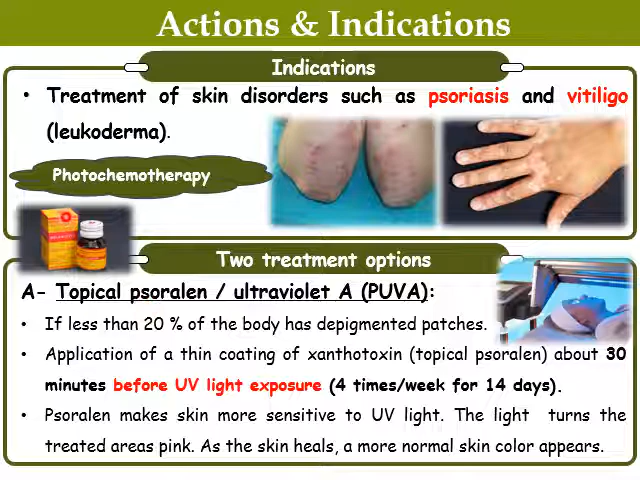 Actions & Indications
Indications
• Treatment of skin disorders such as psoriasis and vitiligo
(leukoderma).
Photochemotherapy
Two treatment options
A- Topical psoralen / ultraviolet A (PUVA):
• If less than 20 % of the body has depigmented patches.
• Application of a thin coating of xanthotoxin (topical psoralen) about 30
minutes before UV light exposure (4 times/week for 14 days).
• Psoralen makes skin more sensitive to UV light. The light turns the
treated areas pink. As the skin heals, a more normal skin color appears.